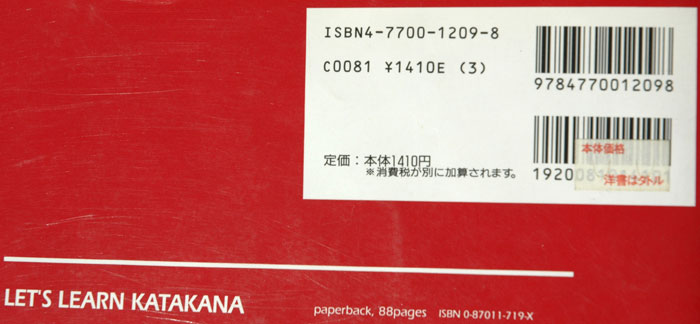 ISBN4-7700-1209-8
C0081 ¥1410E (3)
9784770012098
定価：本体1410円
※消費税が別に加算されます。
本体価格
洋書はタトル
LET'S LEARN KATAKANA
paperback, 88pages ISBN 0-87011-719-X